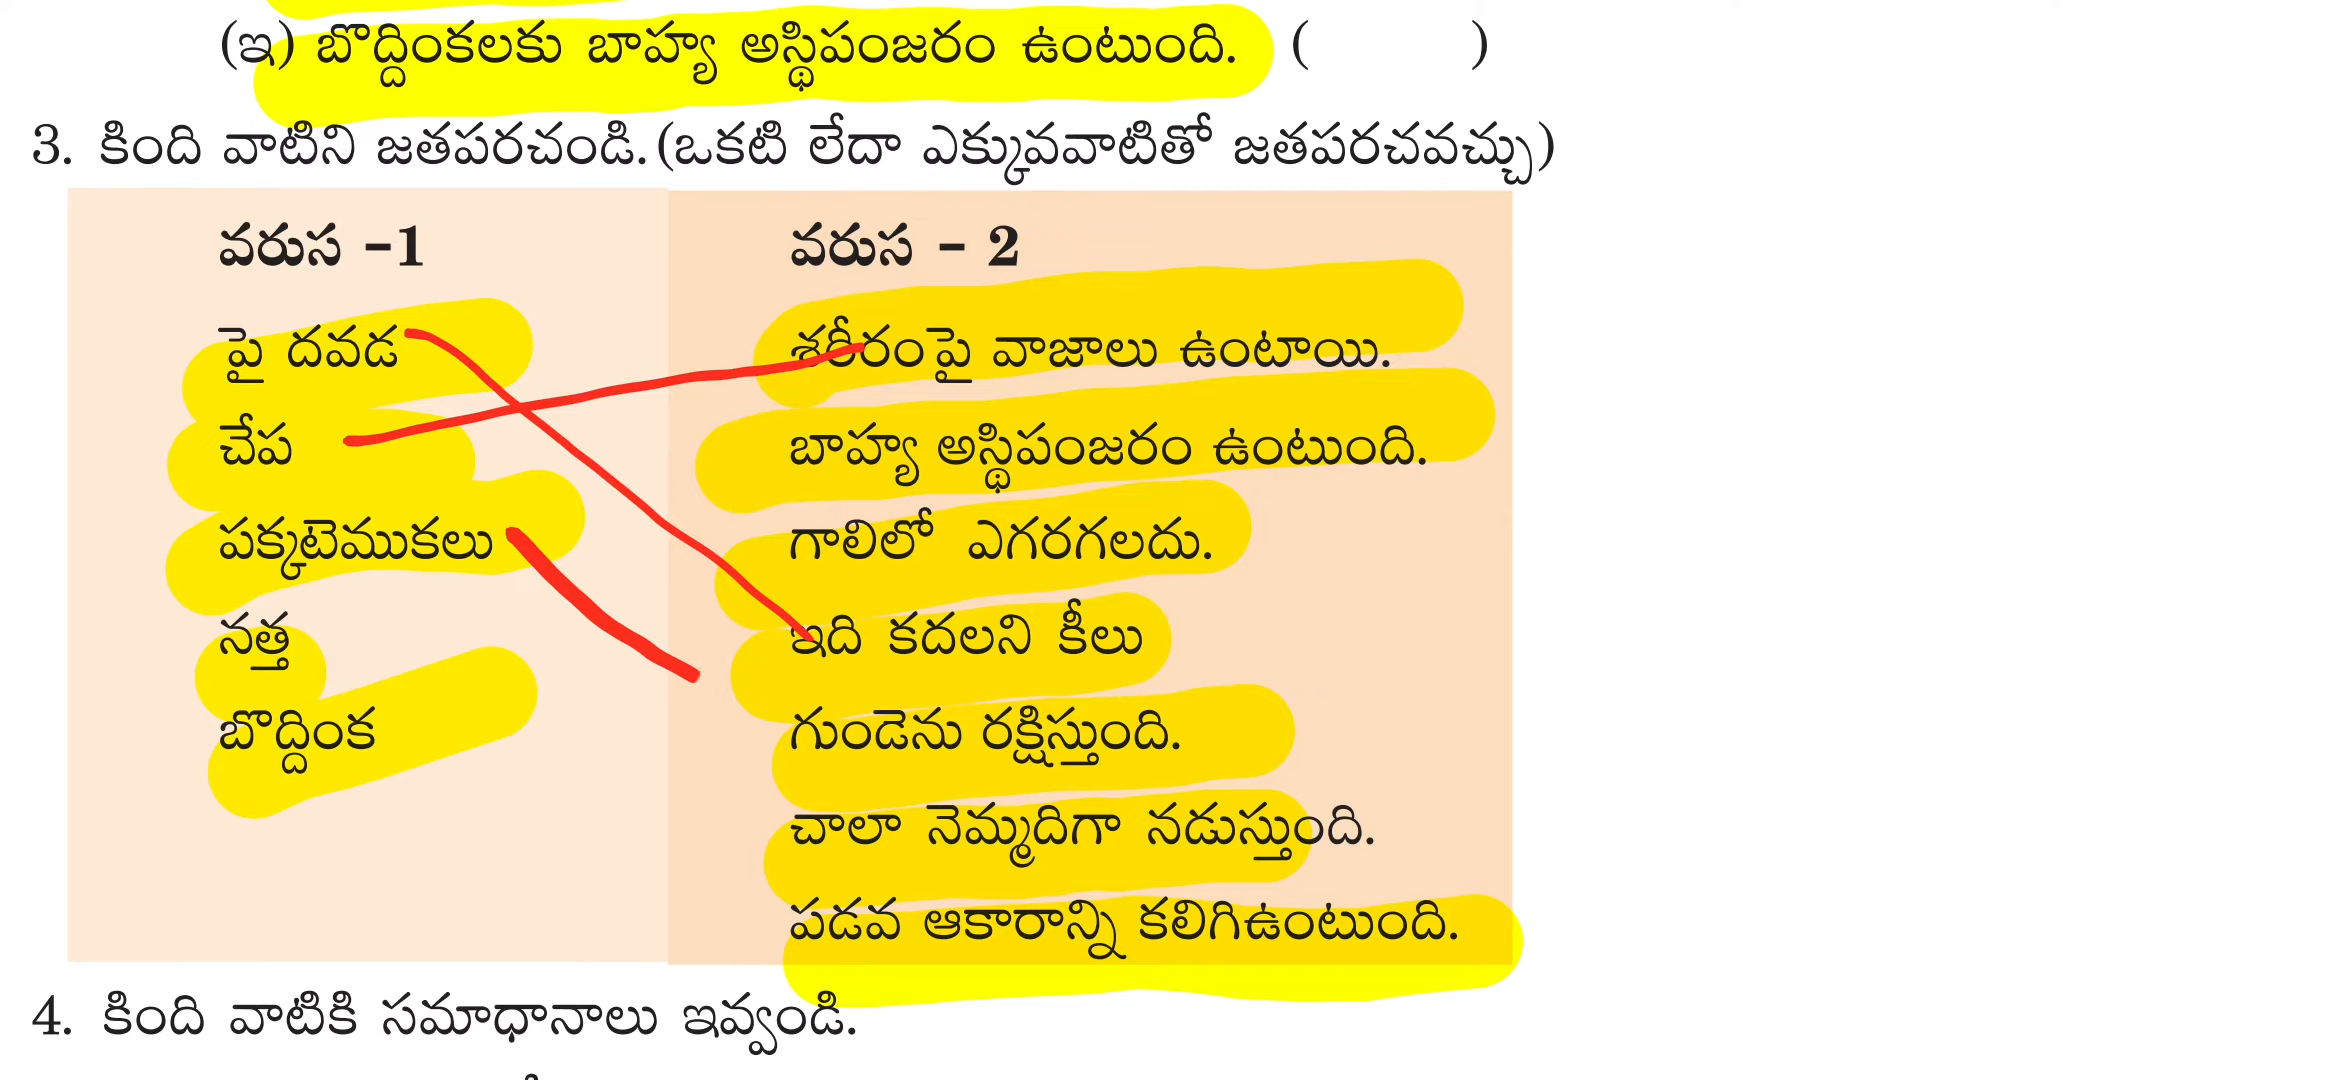 (ఇ) బొద్దింకలకు బాహ్య అస్థిపంజరం ఉంటుంది. ( )
3. కింది వాటిని జతపరచండి.(ఒకటి లేదా ఎక్కువవాటితో జతపరచవచ్చు)
వరుస -1 వరుస - 2
పై దవడ శరీరంపై వాజాలు ఉంటాయి.
చేప బాహ్య అస్థిపంజరం ఉంటుంది.
పక్కటెముకలు గాలిలో ఎగరగలదు.
నత్త ఇది కదలని కీలు
బొద్దింక గుండెను రక్షిస్తుంది.
చాలా నెమ్మదిగా నడుస్తుంది.
పడవ ఆకారాన్ని కలిగిఉంటుంది.
4. కింది వాటికి సమాధానాలు ఇవ్వండి.